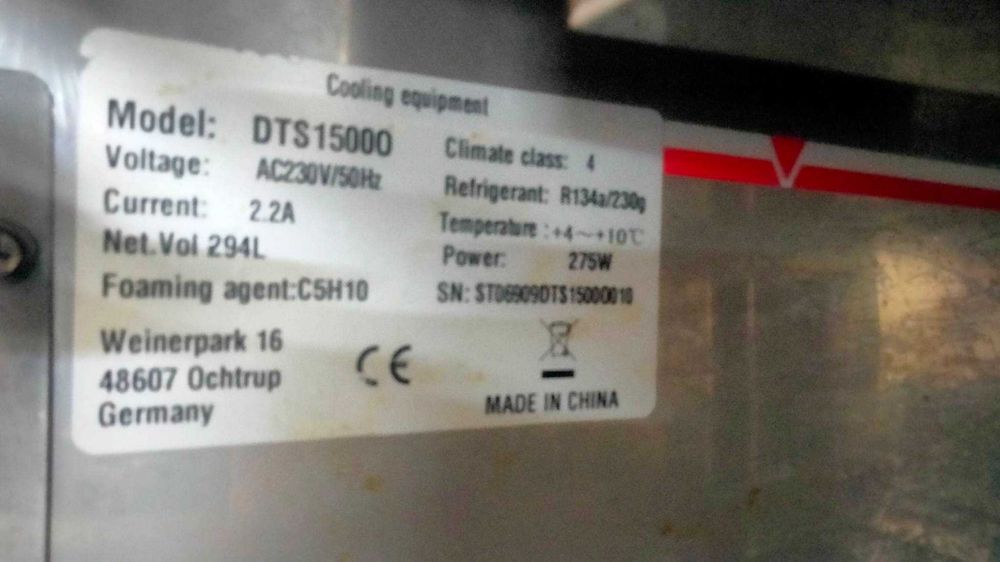 Cooling equipment
Model: DTS15000
Voltage: AC230V/50Hz
Current: 2.2A
Net.Vol 294L
Foaming agent:C5H10
Climate class: 4
Refrigerant: R134a/230g
Temperature :+4~+10℃
Power: 275W
SN: ST06909DTS15000010
Weinerpark 16
48607 Ochtrup
Germany
CE
MADE IN CHINA